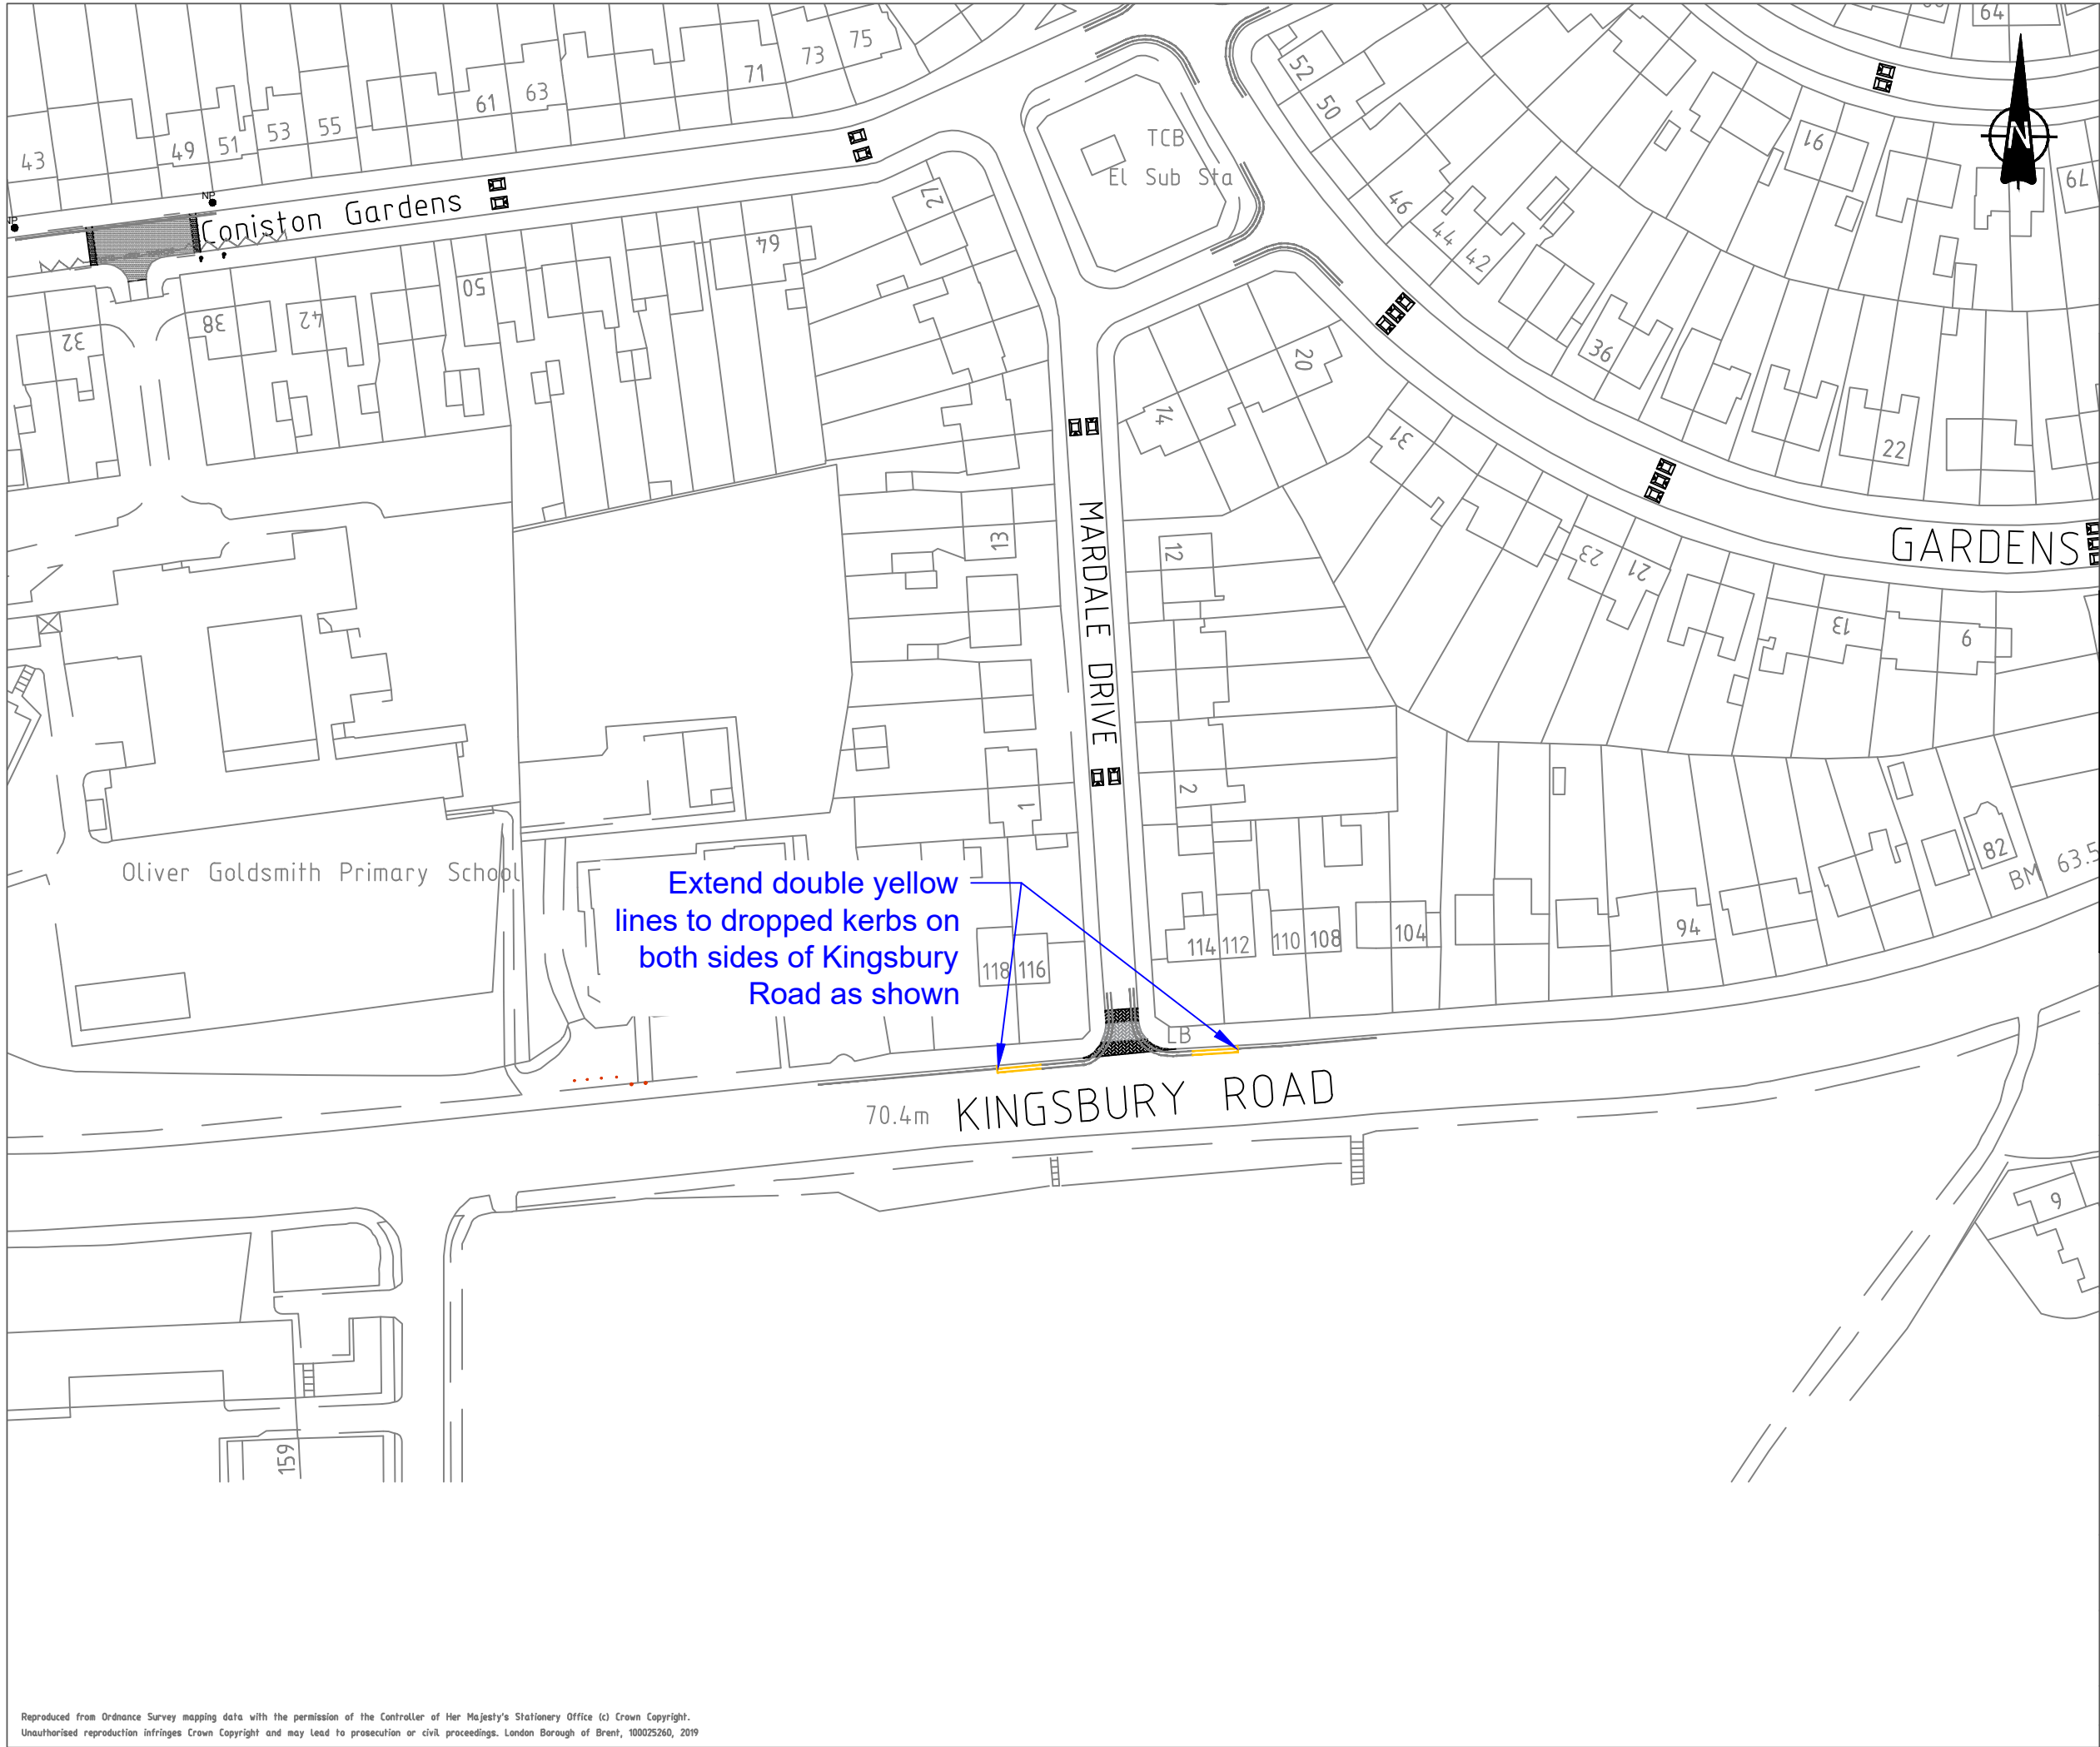 64
75
73
71
63
61
55
53
51
49
43
52
50
TCB
El Sub Sta
N
16
67
46
44
42
NP
NP
Coniston Gardens
27
64
50
42
38
32
20
14
31
36
22
GARDENS
MARDALE DRIVE
13
12
23
21
13
9
1
2
Oliver Goldsmith Primary School
Extend double yellow
lines to dropped kerbs on
both sides of Kingsbury
Road as shown
118 116
114 112 110 108 104
94
82
BM 63.5
LB
70.4m
KINGSBURY ROAD
9
159
Reproduced from Ordnance Survey mapping data with the permission of the Controller of Her Majesty's Stationery Office (c) Crown Copyright.
Unauthorised reproduction infringes Crown Copyright and may lead to prosecution or civil proceedings. London Borough of Brent, 100025260, 2019